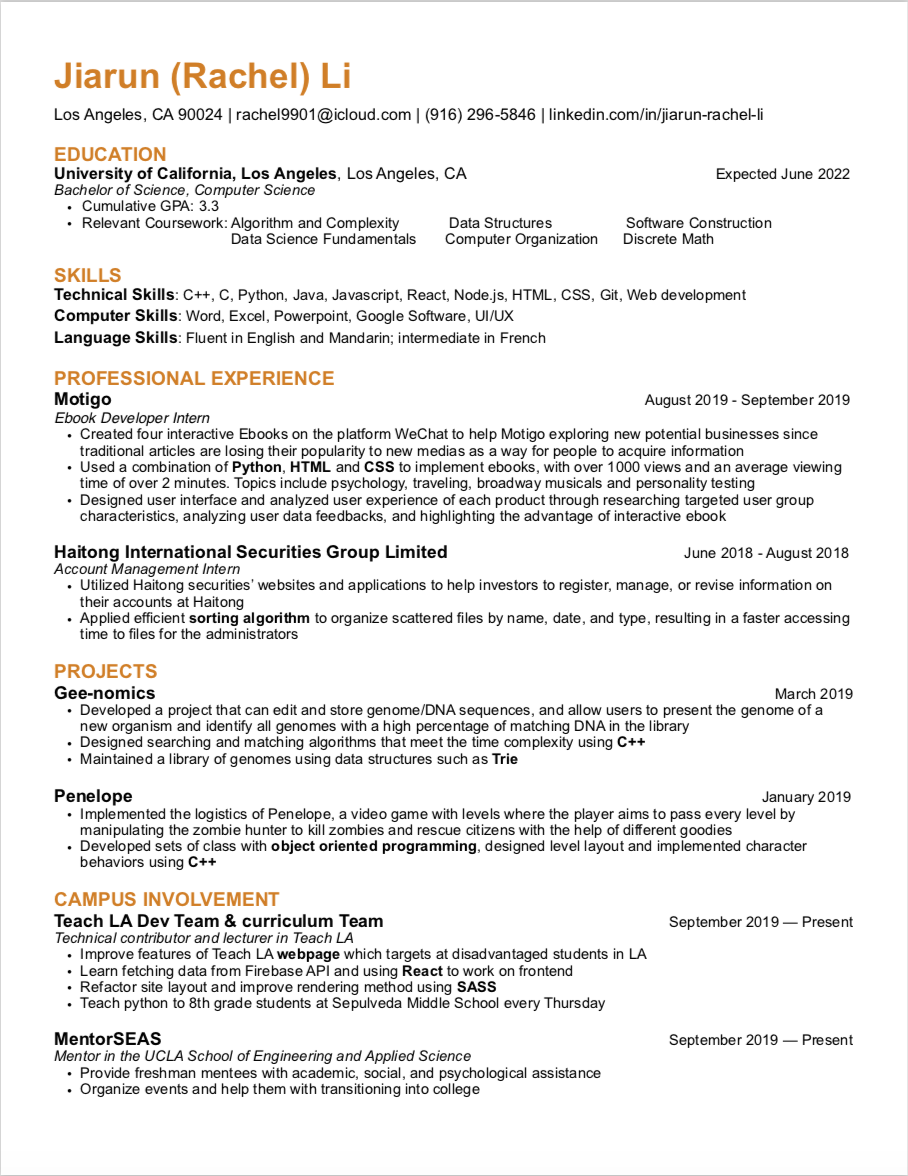 Jiarun (Rachel) Li
Los Angeles, CA 90024 | rachel9901@icloud.com | (916) 296-5846 | linkedin.com/in/jiarun-rachel-li
EDUCATION
University of California, Los Angeles, Los Angeles, CA Expected June 2022
Bachelor of Science, Computer Science
• Cumulative GPA: 3.3
• Relevant Coursework: Algorithm and Complexity Data Structures Software Construction
Data Science Fundamentals Computer Organization Discrete Math
SKILLS
Technical Skills: C++, C, Python, Java, Javascript, React, Node.js, HTML, CSS, Git, Web development
Computer Skills: Word, Excel, Powerpoint, Google Software, UI/UX
Language Skills: Fluent in English and Mandarin; intermediate in French
PROFESSIONAL EXPERIENCE
Motigo August 2019 - September 2019
Ebook Developer Intern
• Created four interactive Ebooks on the platform WeChat to help Motigo exploring new potential businesses since
traditional articles are losing their popularity to new medias as a way for people to acquire information
• Used a combination of Python, HTML and CSS to implement ebooks, with over 1000 views and an average viewing
time of over 2 minutes. Topics include psychology, traveling, broadway musicals and personality testing
• Designed user interface and analyzed user experience of each product through researching targeted user group
characteristics, analyzing user data feedbacks, and highlighting the advantage of interactive ebook
Haitong International Securities Group Limited June 2018 - August 2018
Account Management Intern
• Utilized Haitong securities' websites and applications to help investors to register, manage, or revise information on
their accounts at Haitong
• Applied efficient sorting algorithm to organize scattered files by name, date, and type, resulting in a faster accessing
time to files for the administrators
PROJECTS
Gee-nomics March 2019
• Developed a project that can edit and store genome/DNA sequences, and allow users to present the genome of a
new organism and identify all genomes with a high percentage of matching DNA in the library
• Designed searching and matching algorithms that meet the time complexity using C++
• Maintained a library of genomes using data structures such as Trie
Penelope January 2019
• Implemented the logistics of Penelope, a video game with levels where the player aims to pass every level by
manipulating the zombie hunter to kill zombies and rescue citizens with the help of different goodies
• Developed sets of class with object oriented programming, designed level layout and implemented character
behaviors using C++
CAMPUS INVOLVEMENT
Teach LA Dev Team & curriculum Team September 2019 — Present
Technical contributor and lecturer in Teach LA
• Improve features of Teach LA webpage which targets at disadvantaged students in LA
• Learn fetching data from Firebase API and using React to work on frontend
• Refactor site layout and improve rendering method using SASS
• Teach python to 8th grade students at Sepulveda Middle School every Thursday
MentorSEAS September 2019 — Present
Mentor in the UCLA School of Engineering and Applied Science
• Provide freshman mentees with academic, social, and psychological assistance
• Organize events and help them with transitioning into college